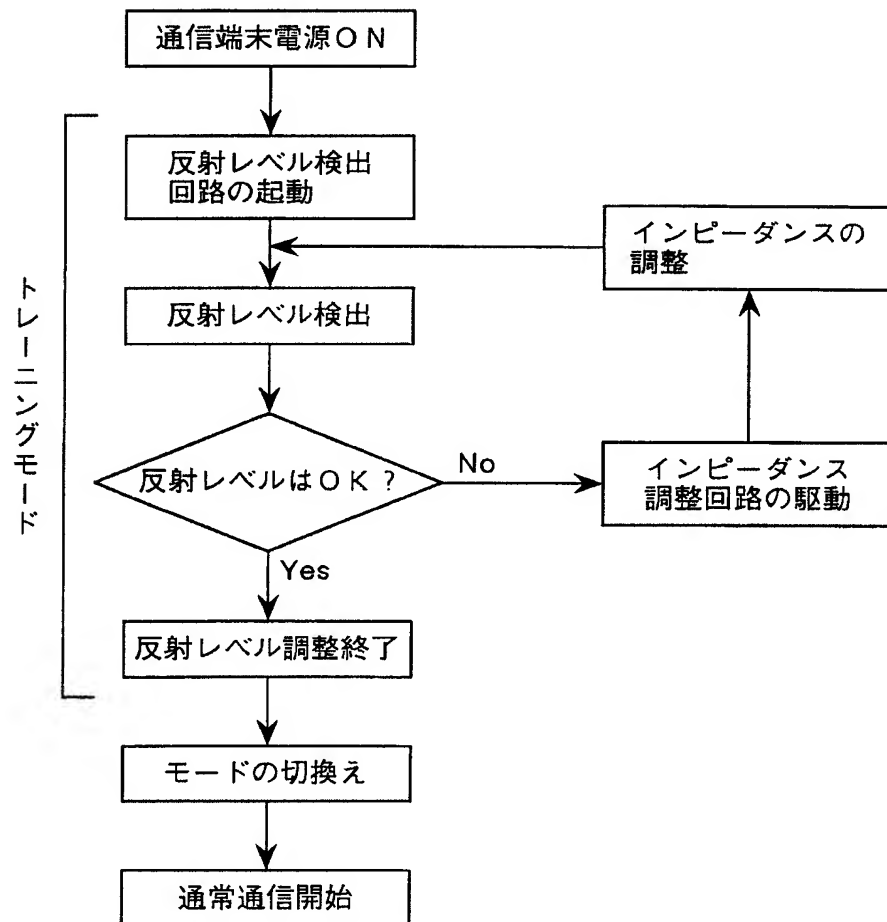 通信端末電源ON
反射レベル検出
回路の起動
インピーダンスの
調整
反射レベル検出
トレーニングモード
反射レベルはOK?
No
インピーダンス
調整回路の駆動
Yes
反射レベル調整終了
モードの切換え
通常通信開始